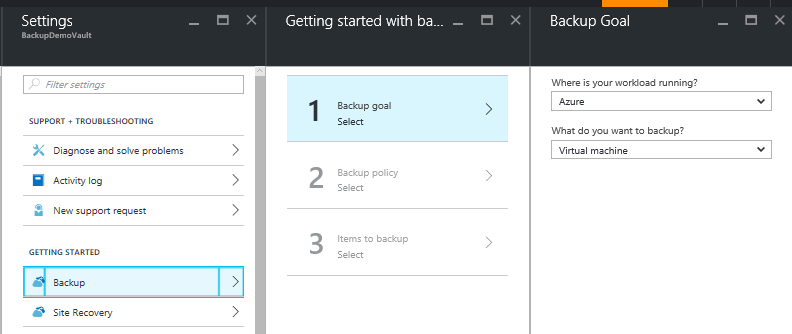 Settings
BackupDemoVault
Filter settings
SUPPORT + TROUBLESHOOTING
Diagnose and solve problems
Activity log
New support request
GETTING STARTED
Backup
Site Recovery
Getting started with ba...
1
Backup goal
Select
2
Backup policy
Select
3
Items to backup
Select
Backup Goal
Where is your workload running?
Azure
What do you want to backup?
Virtual machine